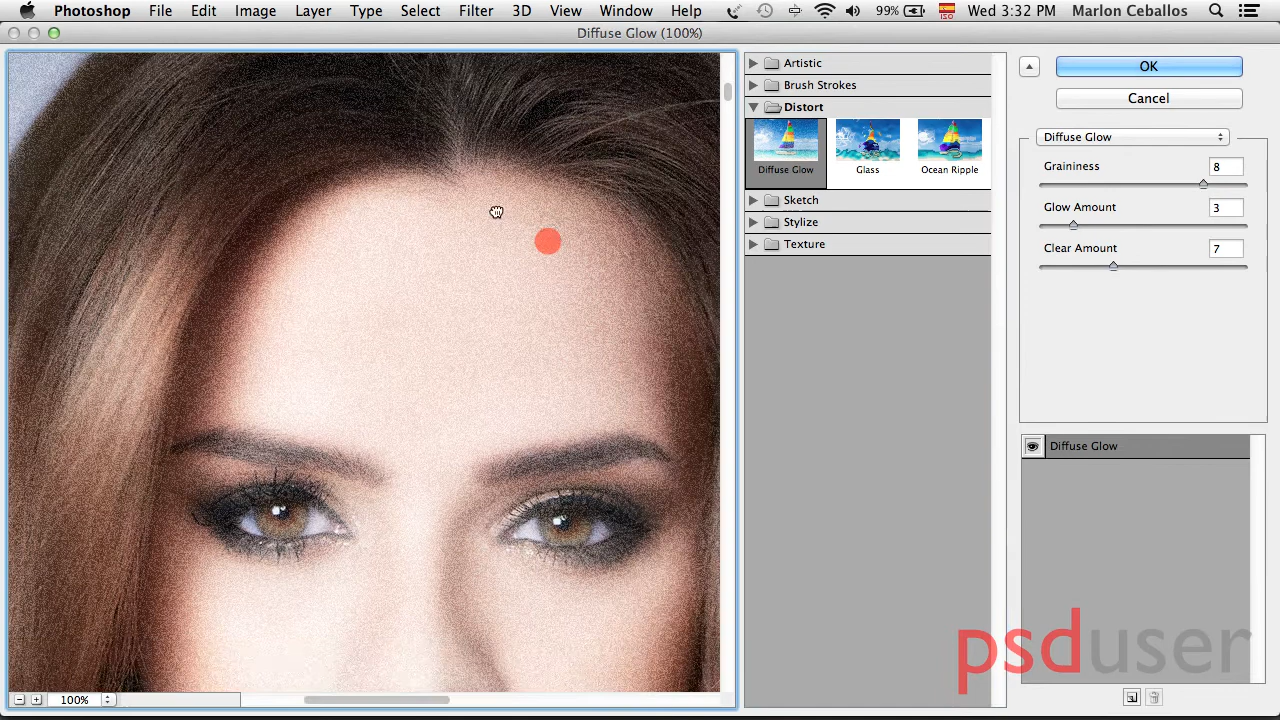 Photoshop File Edit Image Layer Type Select Filter 3D View Window Help 99% ISO Wed 3:32 PM Marlon Ceballos
Diffuse Glow (100%)
Artistic
Brush Strokes
Distort
Diffuse Glow Glass Ocean Ripple
Sketch
Stylize
Texture
OK
Cancel
Diffuse Glow
Graininess 8
Glow Amount 3
Clear Amount 7
Diffuse Glow
psduser
100%